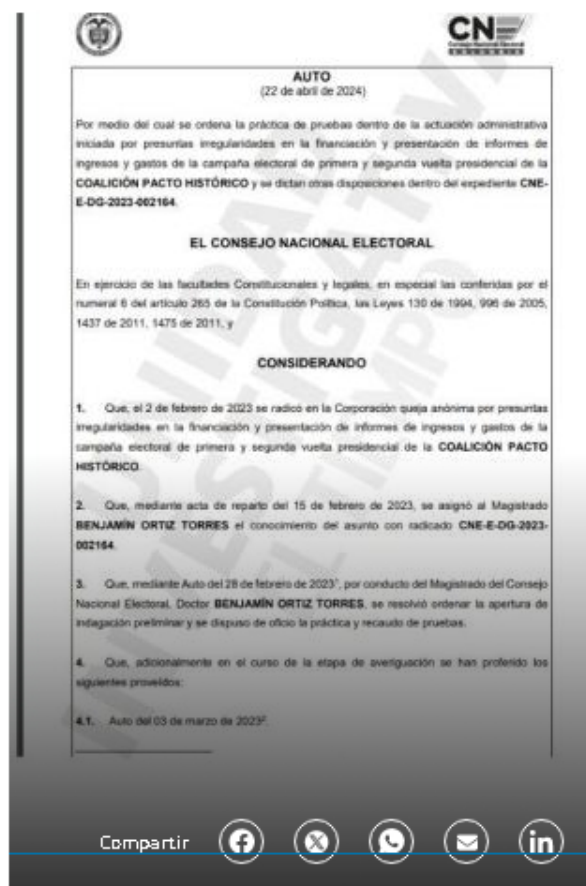 CNE
Consejo Nacional Electoral
COLOMBIA
AUTO
(22 de abril de 2024)
Por medio del cual se ordena la práctica de pruebas dentro de la actuación administrativa
iniciada por presuntas irregularidades en la financiación y presentación de informes de
ingresos y gastos de la campaña electoral de primera y segunda vuelta presidencial de la
COALICIÓN PACTO HISTÓRICO y se dictan otras disposiciones dentro del expediente CNE-
E-DG-2023-002164.
EL CONSEJO NACIONAL ELECTORAL
En ejercicio de las facultades Constitucionales y legales, en especial las conferidas por el
numeral 6 del artículo 265 de la Constitución Política, las Leyes 130 de 1994, 996 de 2005,
1437 de 2011, 1475 de 2011, y
CONSIDERANDO
1. Que, el 2 de febrero de 2023 se radicó en la Corporación queja anónima por presuntas
irregularidades en la financiación y presentación de informes de ingresos y gastos de la
campaña electoral de primera y segunda vuelta presidencial de la COALICIÓN PACTO
HISTÓRICO.
2. Que, mediante acta de reparto del 15 de febrero de 2023, se asignó al Magistrado
BENJAMÍN ORTIZ TORRES el conocimiento del asunto con radicado CNE-E-DG-2023-
002164.
3. Que, mediante Auto del 28 de febrero de 2023¹, por conducto del Magistrado del Consejo
Nacional Electoral, Doctor BENJAMÍN ORTIZ TORRES, se resolvió ordenar la apertura de
indagación preliminar y se dispuso de oficio la práctica y recaudo de pruebas.
4. Que, adicionalmente en el curso de la etapa de averiguación se han proferido los
siguientes proveídos:
4.1. Auto del 03 de marzo de 2023².
UNIDAD
INVESTIGATIVA
EL TIEMPO
Compartir